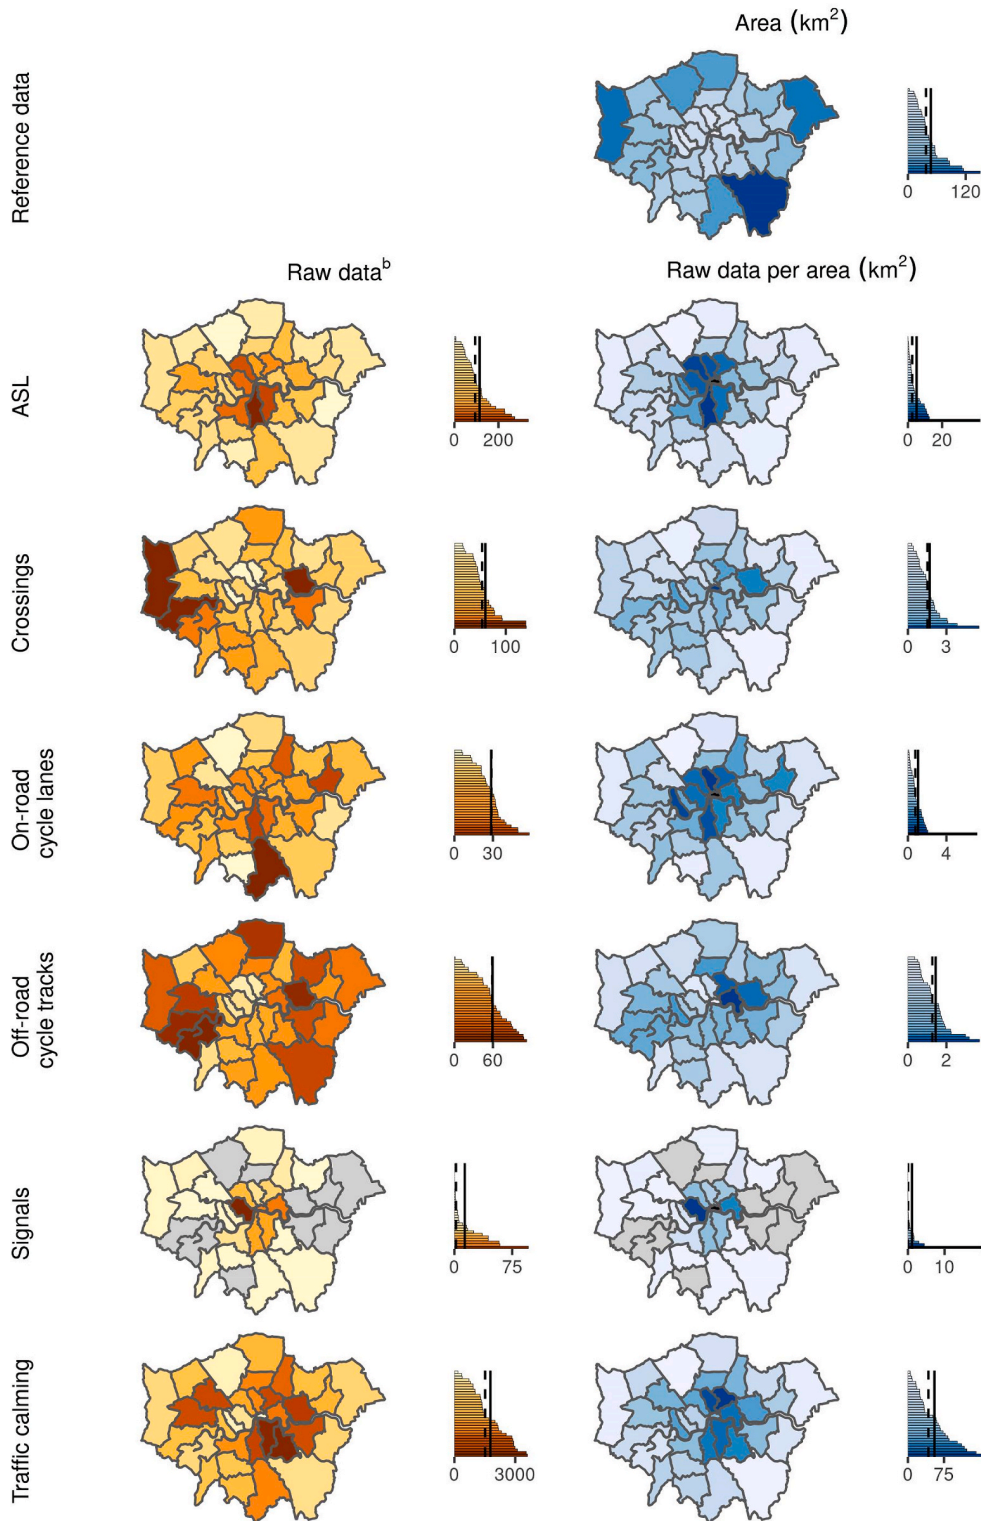 Area (km²)
Reference data
0 120
Raw dataᵇ
Raw data per area (km²)
ASL
0 200
0 20
Crossings
0 100
0 3
On-road
cycle lanes
0 30
0 4
Off-road
cycle tracks
0 60
0 2
Signals
0 75
0 10
Traffic calming
0 3000
0 75